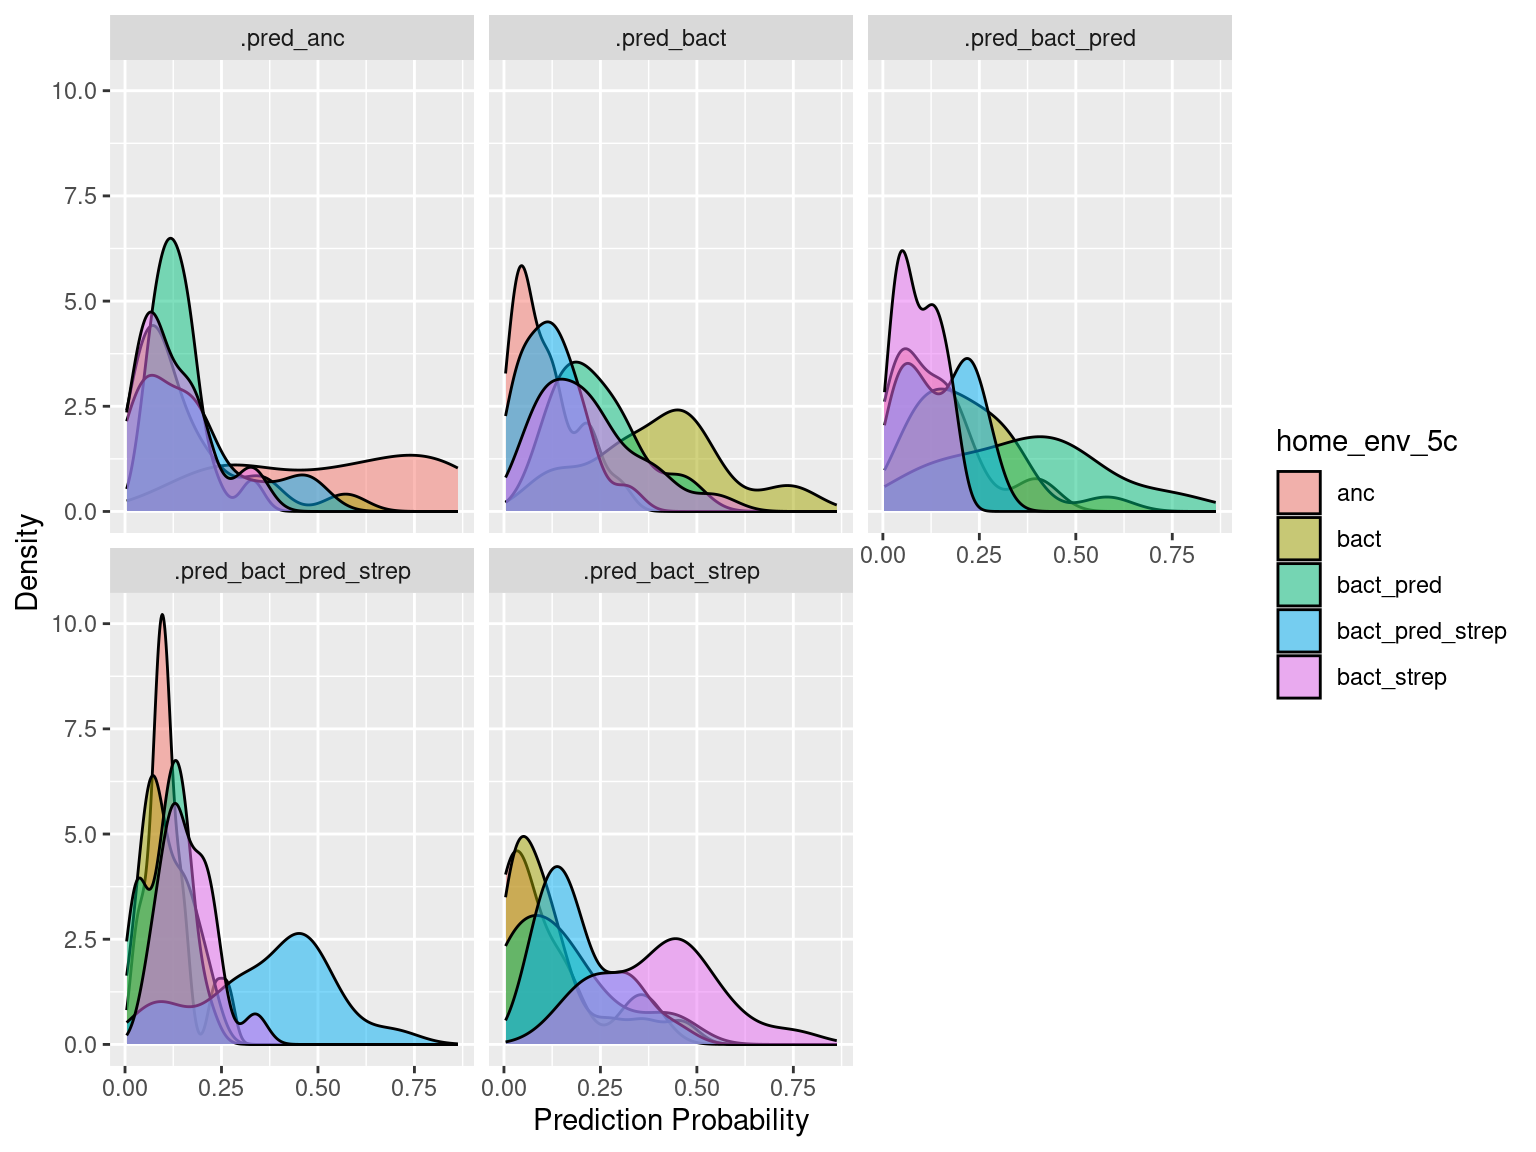 .pred_anc
.pred_bact
.pred_bact_pred
10.0
7.5
5.0
2.5
0.0
0.00 0.25 0.50 0.75
.pred_bact_pred_strep
.pred_bact_strep
10.0
7.5
5.0
2.5
0.0
0.00 0.25 0.50 0.75
0.00 0.25 0.50 0.75
Density
Prediction Probability
home_env_5c
anc
bact
bact_pred
bact_pred_strep
bact_strep